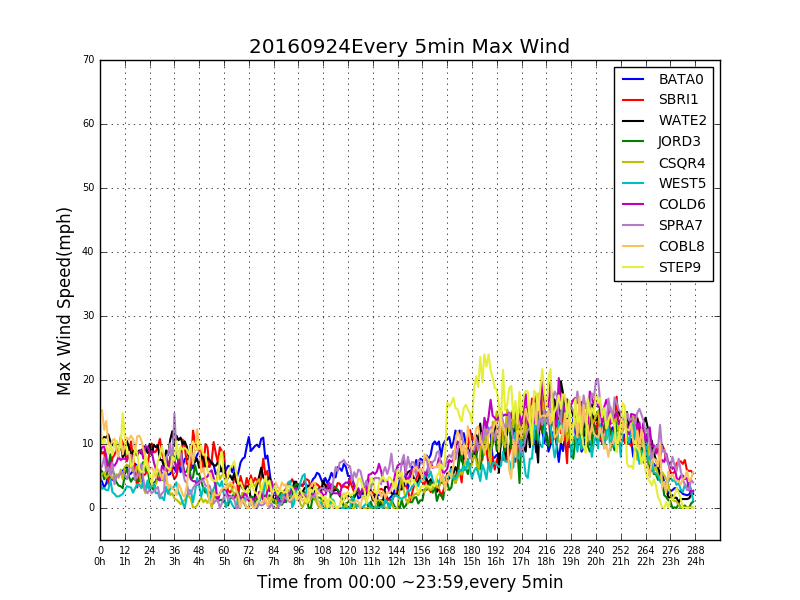 20160924Every 5min Max Wind
70
60
50
40
30
20
10
0
Max Wind Speed(mph)
BATA0
SBRI1
WATE2
JORD3
CSQR4
WEST5
COLD6
SPRA7
COBL8
STEP9
0 12 24 36 48 60 72 84 96 108 120 132 144 156 168 180 192 204 216 228 240 252 264 276 288
0h 1h 2h 3h 4h 5h 6h 7h 8h 9h 10h 11h 12h 13h 14h 15h 16h 17h 18h 19h 20h 21h 22h 23h 24h
Time from 00:00 ~23:59,every 5min